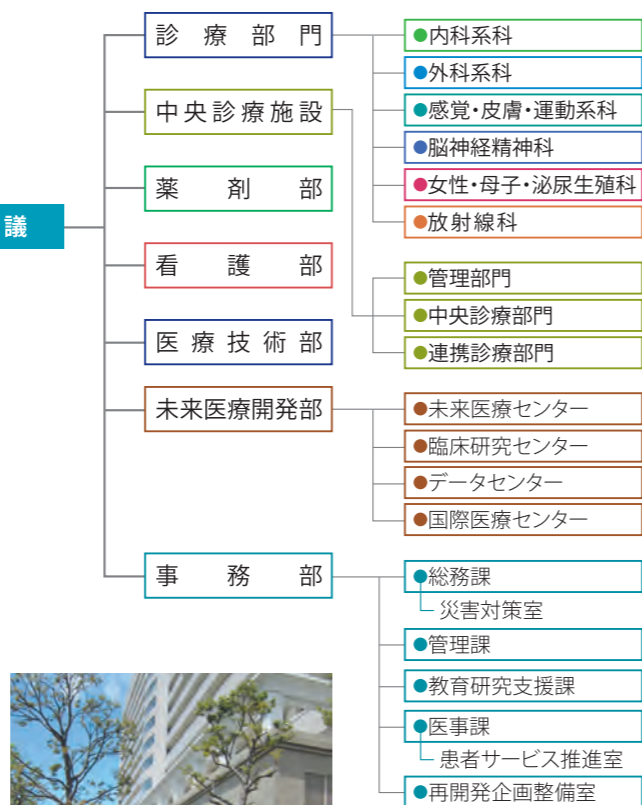 議
診療部門
●内科系科
●外科系科
●感覚・皮膚・運動系科
●脳神経精神科
●女性・母子・泌尿生殖科
●放射線科
中央診療施設
●管理部門
●中央診療部門
●連携診療部門
薬剤部
看護部
医療技術部
未来医療開発部
●未来医療センター
●臨床研究センター
●データセンター
●国際医療センター
事務部
●総務課
災害対策室
●管理課
●教育研究支援課
●医事課
患者サービス推進室
●再開発企画整備室